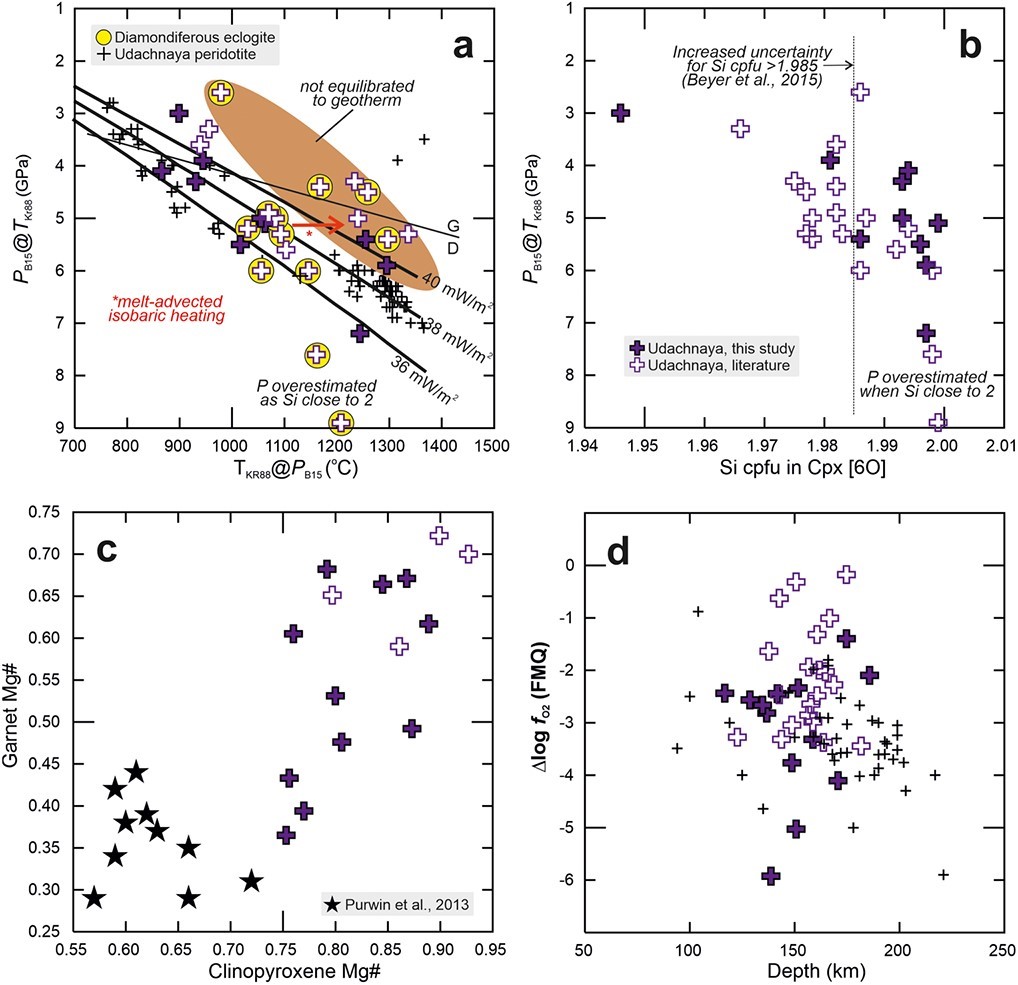 a
Diamondiferous eclogite
Udachnaya peridotite
not equilibrated
to geotherm
G
D
40 mW/m²
38 mW/m²
36 mW/m²
*
*melt-advected
isobaric heating
P overestimated
as Si close to 2
1
2
3
4
5
6
7
8
9
P B15@T Kr88 (GPa)
700
800
900
1000
1100
1200
1300
1400
1500
T KR88@P B15 (°C)
b
Increased uncertainty
for Si cpfu >1.985
(Beyer et al., 2015)
Udachnaya, this study
Udachnaya, literature
P overestimated
when Si close to 2
1
2
3
4
5
6
7
8
9
P B15@T Kr88 (GPa)
1.94
1.95
1.96
1.97
1.98
1.99
2.00
2.01
Si cpfu in Cpx [6O]
c
0.75
0.70
0.65
0.60
0.55
0.50
0.45
0.40
0.35
0.30
0.25
Garnet Mg#
Purwin et al., 2013
0.55
0.60
0.65
0.70
0.75
0.80
0.85
0.90
0.95
Clinopyroxene Mg#
d
0
-1
-2
-3
-4
-5
-6
Δlog fO2 (FMQ)
50
100
150
200
250
Depth (km)